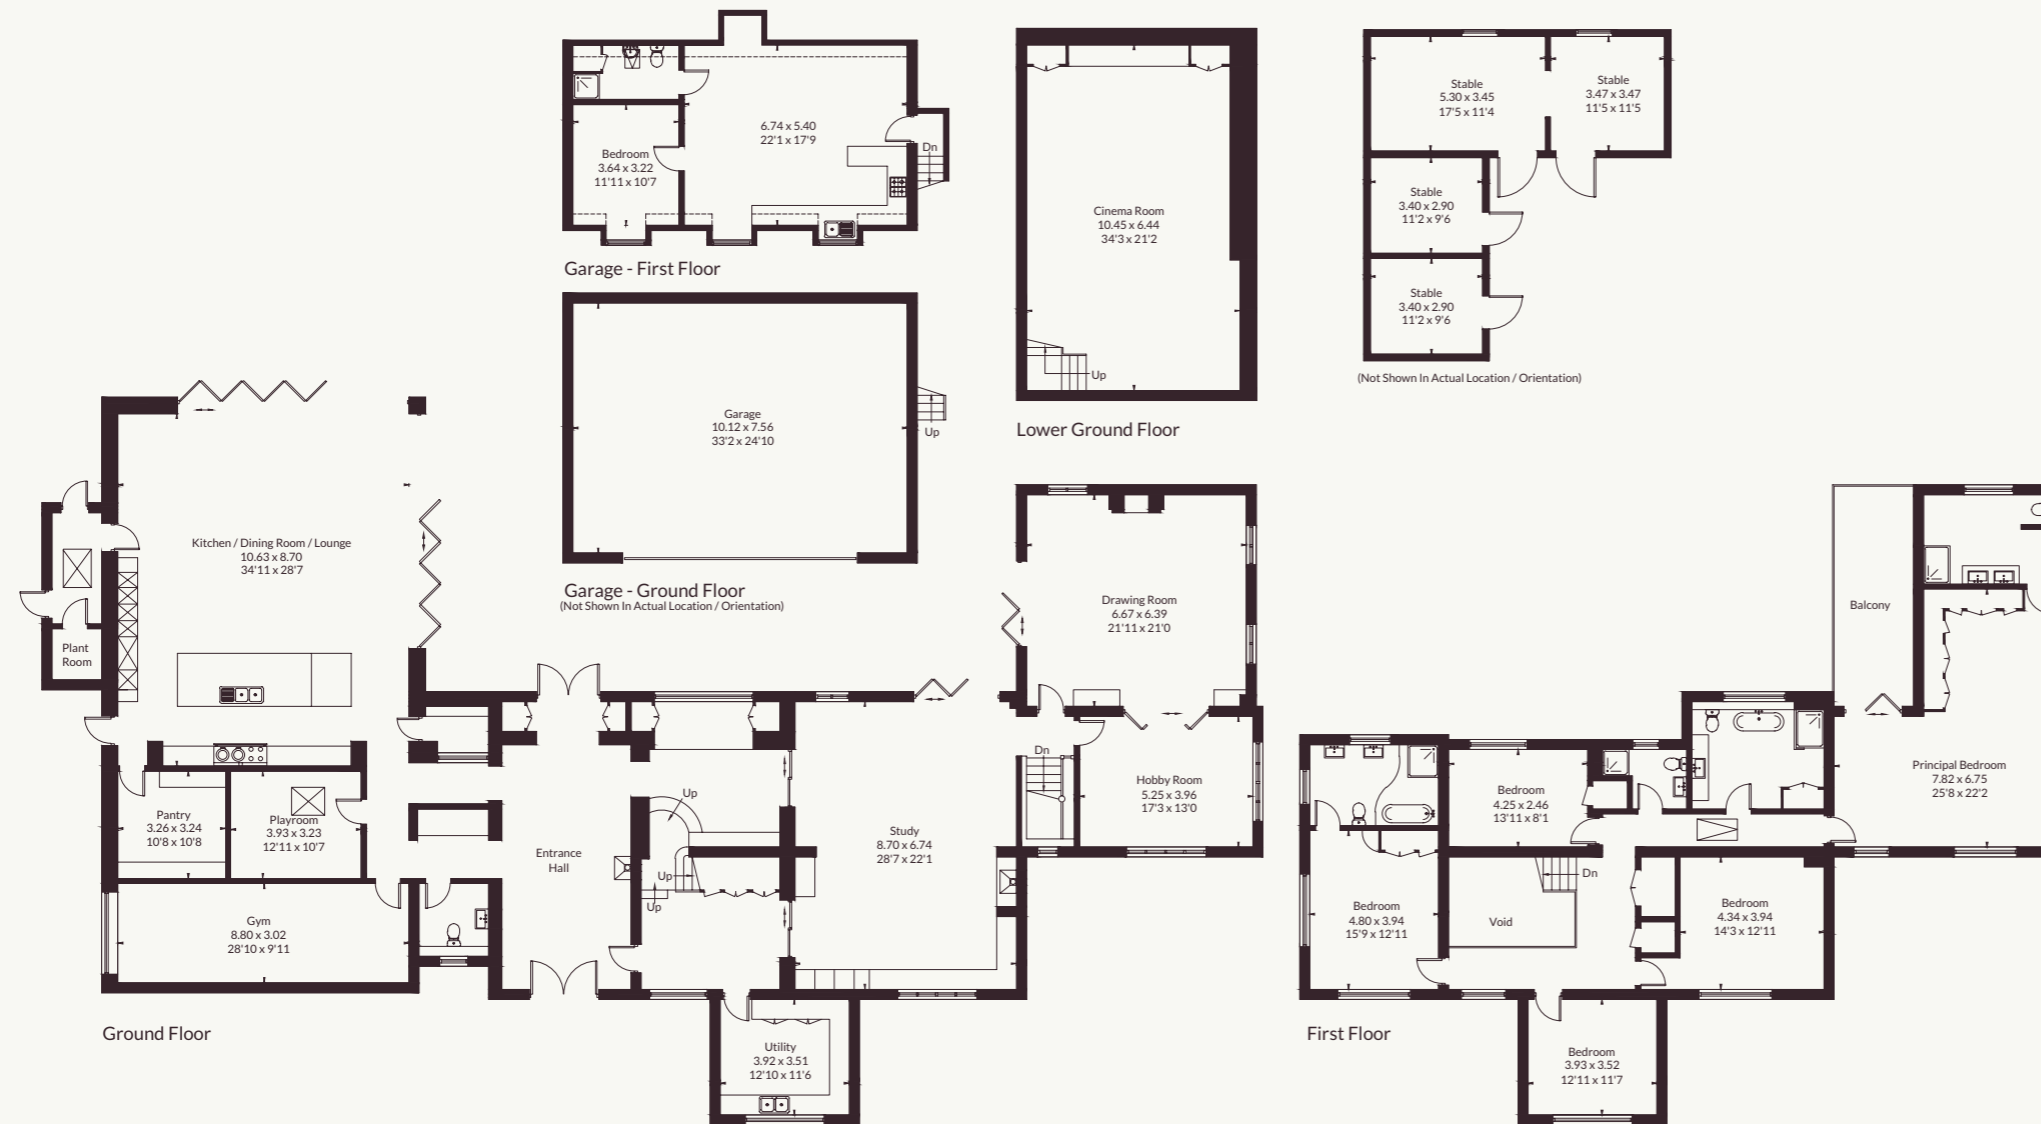 6.74 x 5.40
22'1 x 17'9
Bedroom
3.64 x 3.22
11'11 x 10'7
Dn
Garage - First Floor
Cinema Room
10.45 x 6.44
34'3 x 21'2
Up
Lower Ground Floor
Stable
5.30 x 3.45
17'5 x 11'4
Stable
3.47 x 3.47
11'5 x 11'5
Stable
3.40 x 2.90
11'2 x 9'6
Stable
3.40 x 2.90
11'2 x 9'6
(Not Shown In Actual Location / Orientation)
Garage
10.12 x 7.56
33'2 x 24'10
Up
Garage - Ground Floor
(Not Shown In Actual Location / Orientation)
Kitchen / Dining Room / Lounge
10.63 x 8.70
34'11 x 28'7
Plant
Room
Drawing Room
6.67 x 6.39
21'11 x 21'0
Dn
Hobby Room
5.25 x 3.96
17'3 x 13'0
Pantry
3.26 x 3.24
10'8 x 10'8
Playroom
3.93 x 3.23
12'11 x 10'7
Up
Entrance
Hall
Up
Up
Study
8.70 x 6.74
28'7 x 22'1
Gym
8.80 x 3.02
28'10 x 9'11
Utility
3.92 x 3.51
12'10 x 11'6
Ground Floor
Balcony
Principal Bedroom
7.82 x 6.75
25'8 x 22'2
Bedroom
4.25 x 2.46
13'11 x 8'1
Dn
Bedroom
4.80 x 3.94
15'9 x 12'11
Void
Bedroom
4.34 x 3.94
14'3 x 12'11
Bedroom
3.93 x 3.52
12'11 x 11'7
First Floor